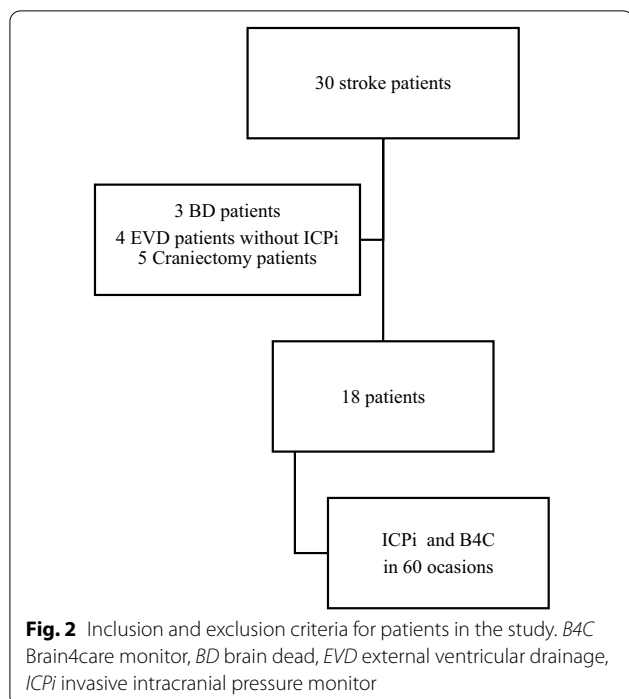 30 stroke patients
3 BD patients
4 EVD patients without ICPi
5 Craniectomy patients
18 patients
ICPi and B4C
in 60 ocasions
Fig. 2 Inclusion and exclusion criteria for patients in the study. B4C
Brain4care monitor, BD brain dead, EVD external ventricular drainage,
ICPi invasive intracranial pressure monitor